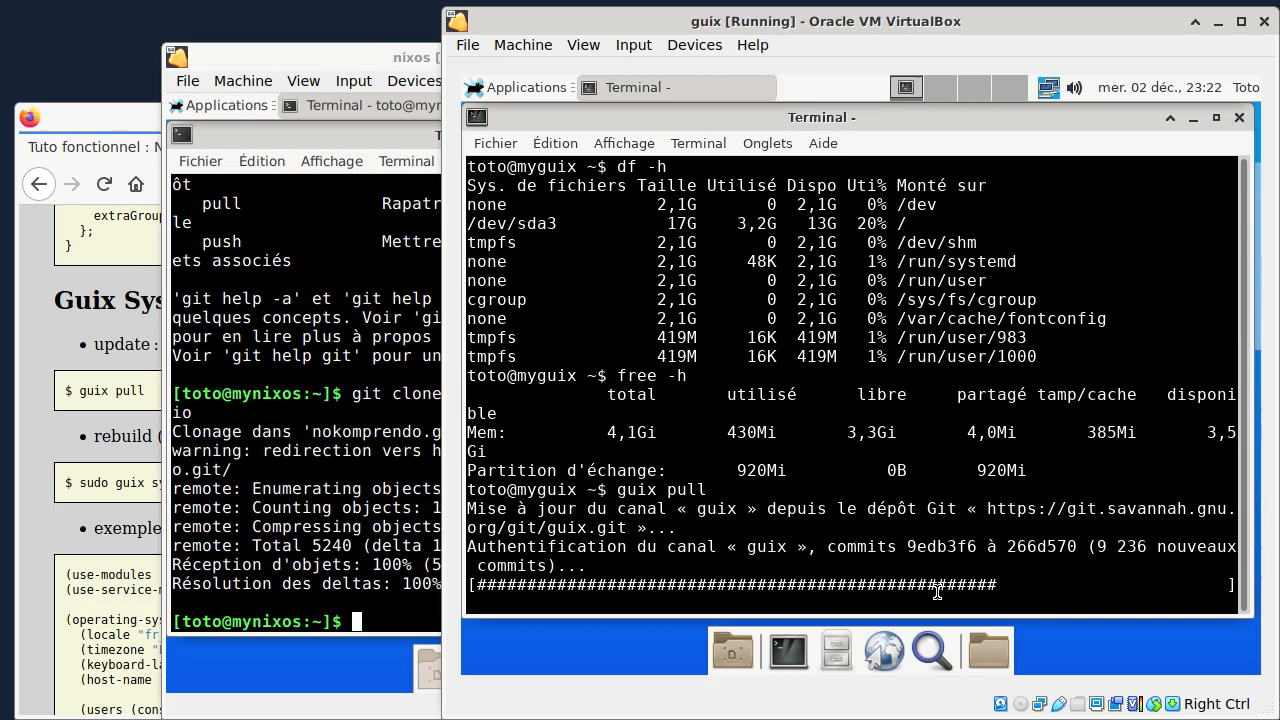 guix [Running] - Oracle VM VirtualBox
File Machine View Input Devices Help
Applications Terminal - mer. 02 déc., 23:22 Toto
Terminal -
Fichier Édition Affichage Terminal Onglets Aide
toto@myguix ~$ df -h
Sys. de fichiers Taille Utilisé Dispo Uti% Monté sur
none 2,1G 0 2,1G 0% /dev
/dev/sda3 17G 3,2G 13G 20% /
tmpfs 2,1G 0 2,1G 0% /dev/shm
none 2,1G 48K 2,1G 1% /run/systemd
none 2,1G 0 2,1G 0% /run/user
cgroup 2,1G 0 2,1G 0% /sys/fs/cgroup
none 2,1G 0 2,1G 0% /var/cache/fontconfig
tmpfs 419M 16K 419M 1% /run/user/983
tmpfs 419M 16K 419M 1% /run/user/1000
toto@myguix ~$ free -h
total utilisé libre partagé tamp/cache disponi
ble
Mem: 4,1Gi 430Mi 3,3Gi 4,0Mi 385Mi 3,5
Gi
Partition d'échange: 920Mi 0B 920Mi
toto@myguix ~$ guix pull
Mise à jour du canal « guix » depuis le dépôt Git « https://git.savannah.gnu.
org/git/guix.git »...
Authentification du canal « guix », commits 9edb3f6 à 266d570 (9 236 nouveaux
commits)...
[#################################################### ]
Right Ctrl
nixos [
File Machine View Input Devices
Applications Terminal - toto@myn
Fichier Édition Affichage Terminal
ôt
pull Rapatr
le
push Mettre
ets associés
'git help -a' et 'git help
quelques concepts. Voir 'gi
pour en lire plus à propos
Voir 'git help git' pour un
[toto@mynixos:~]$ git clone
io
Clonage dans 'nokomprendo.g
warning: redirection vers h
o.git/
remote: Enumerating objects
remote: Counting objects: 1
remote: Compressing objects
remote: Total 5240 (delta 1
Réception d'objets: 100% (5
Résolution des deltas: 100%
[toto@mynixos:~]$
Tuto fonctionnel : N
extraGrou
};
}
Guix Sys
• update :
$ guix pull
• rebuild (
$ sudo guix sy
• exemple
(use-modules
(use-service-m
(operating-sys
(locale "fr_
(timezone "
(keyboard-la
(host-name
(users (cons